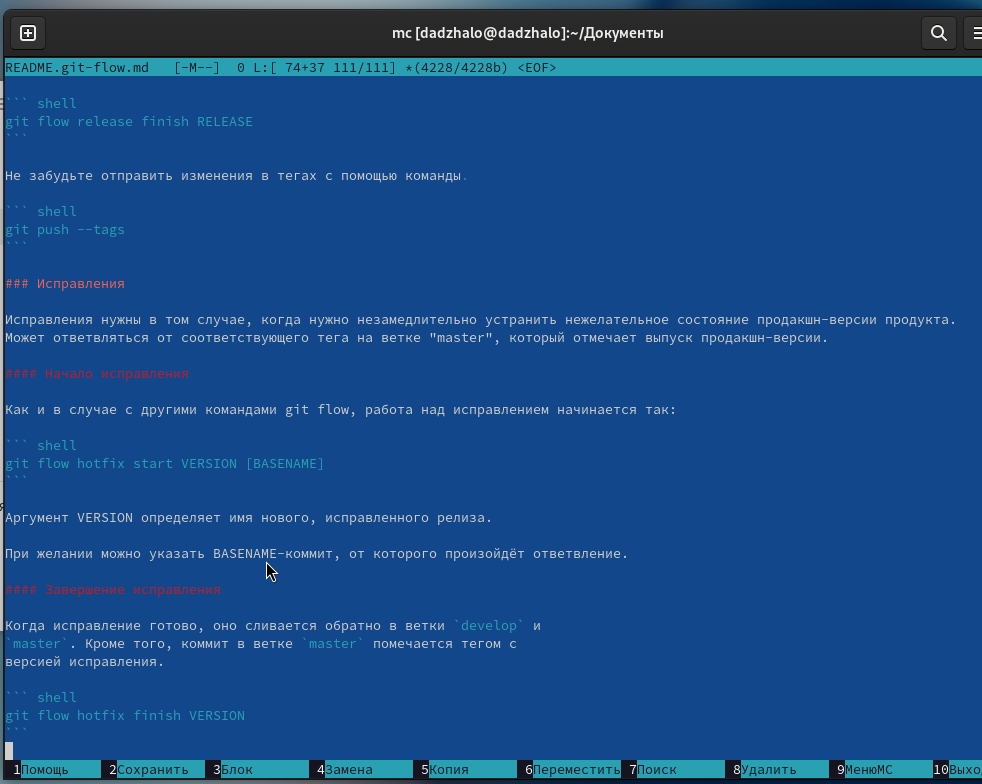 mc [dadzhalo@dadzhalo]:~/Документы
README.git-flow.md [-M--] 0 L:[ 74+37 111/111] *(4228/4228b) <EOF>
``` shell
git flow release finish RELEASE
```
Не забудьте отправить изменения в тегах с помощью команды.
``` shell
git push --tags
```
### Исправления
Исправления нужны в том случае, когда нужно незамедлительно устранить нежелательное состояние продакшн-версии продукта.
Может ответвляться от соответствующего тега на ветке "master", который отмечает выпуск продакшн-версии.
#### Начало исправления
Как и в случае с другими командами git flow, работа над исправлением начинается так:
``` shell
git flow hotfix start VERSION [BASENAME]
```
Аргумент VERSION определяет имя нового, исправленного релиза.
При желании можно указать BASENAME-коммит, от которого произойдёт ответвление.
#### Завершение исправления
Когда исправление готово, оно сливается обратно в ветки `develop` и
`master`. Кроме того, коммит в ветке `master` помечается тегом с
версией исправления.
``` shell
git flow hotfix finish VERSION
```
1Помощь 2Сохранить 3Блок 4Замена 5Копия 6Переместить 7Поиск 8Удалить 9МенюMC 10Выхо